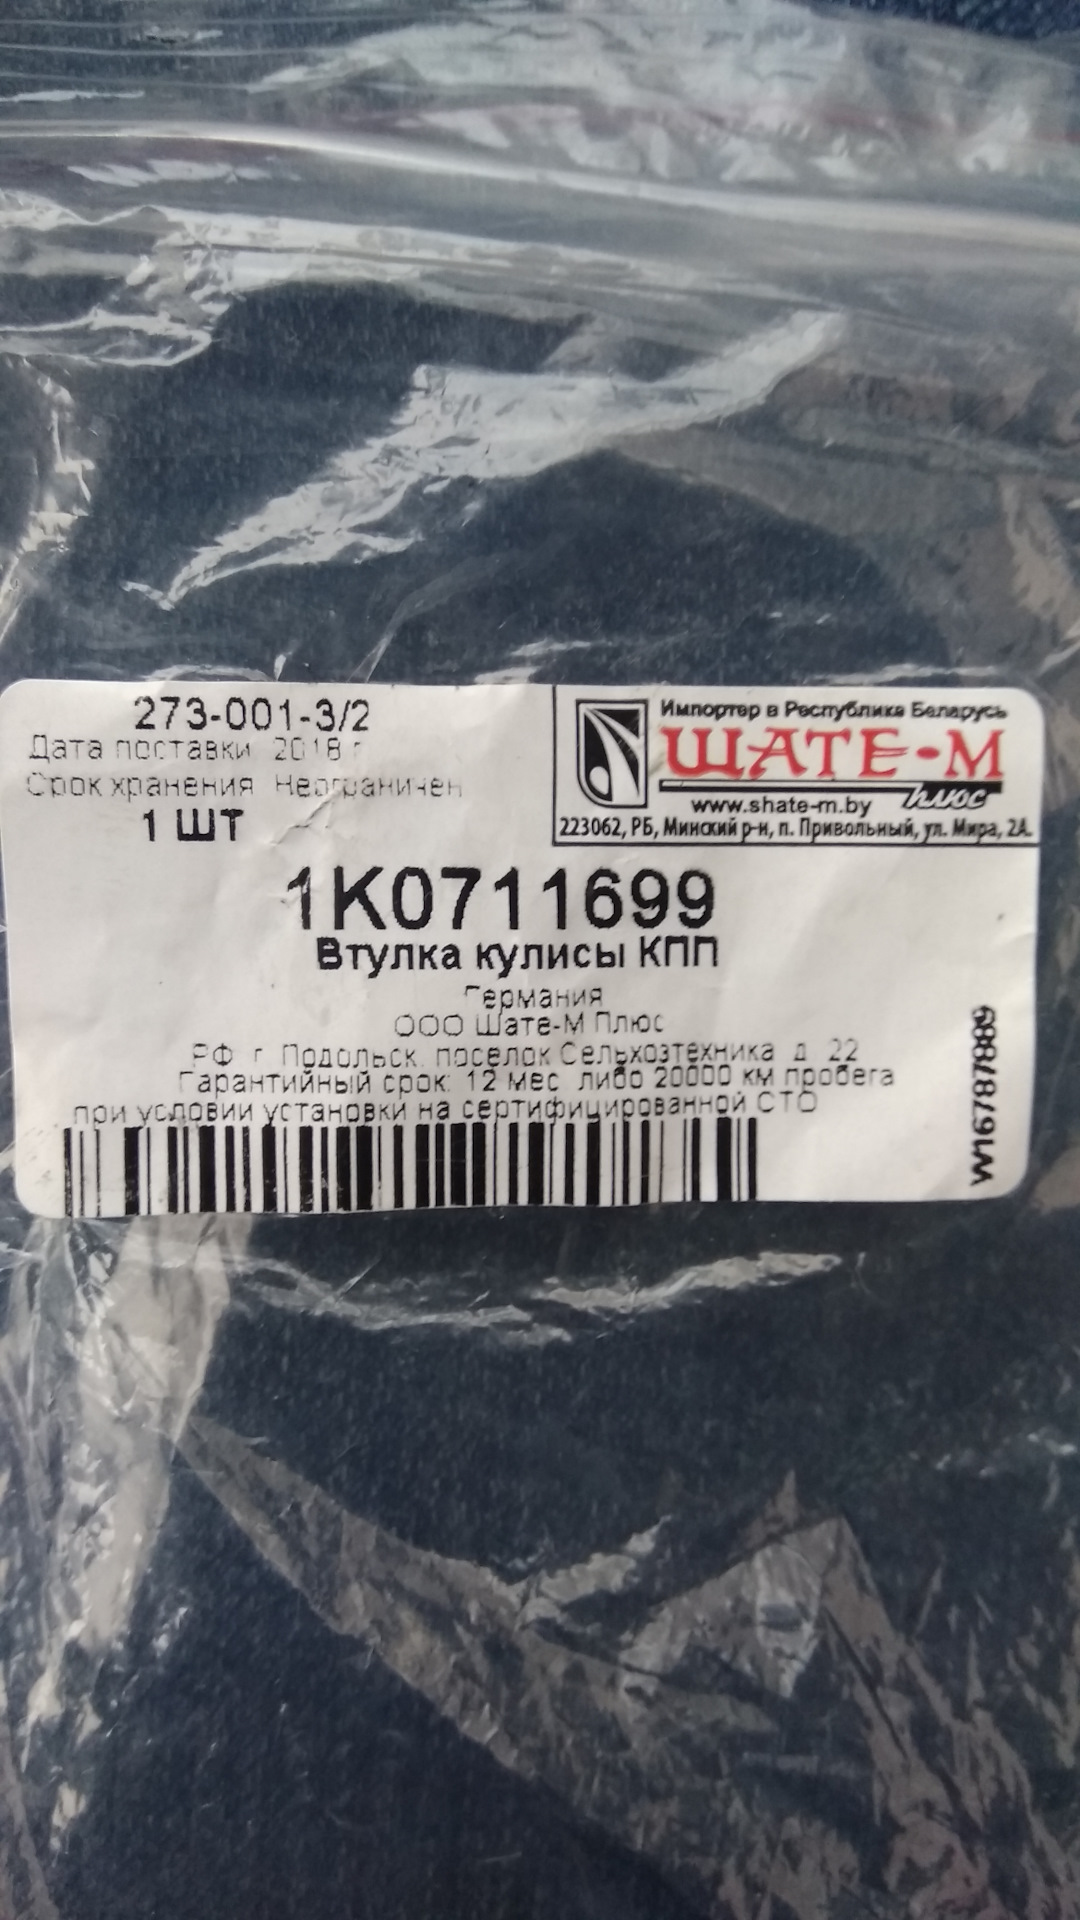 273-001-3/2
Дата поставки 2018 г
Срок хранения Неограничен
1 ШТ
Импортер в Республике Беларусь
ШАТЕ-М
плюс
www.shate-m.by
223062, РБ, Минский р-н, п. Привольный, ул. Мира, 2А.
1K0711699
Втулка кулисы КПП
Германия
ООО Шате-М Плюс
РФ г. Подольск, поселок Сельхозтехника д. 22
Гарантийный срок: 12 мес. либо 20000 км пробега
при условии установки на сертифицированной СТО